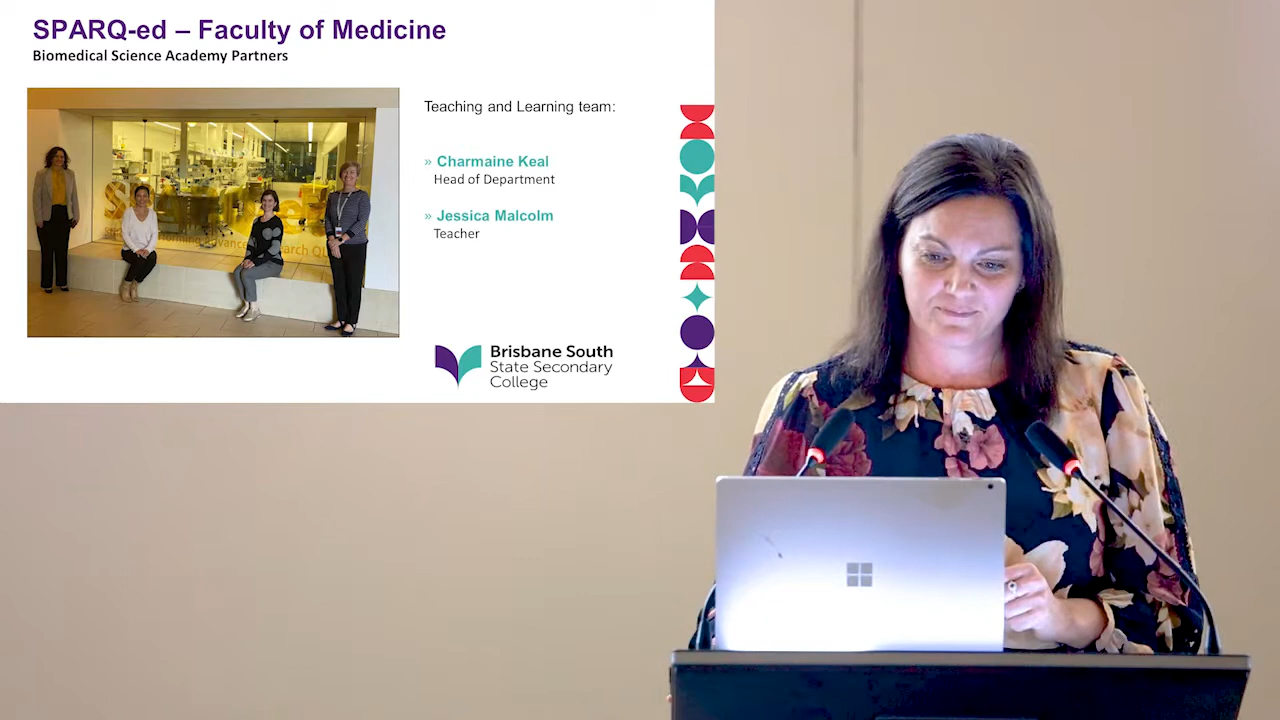 SPARQ-ed – Faculty of Medicine
Biomedical Science Academy Partners
Teaching and Learning team:
» Charmaine Keal
Head of Department
» Jessica Malcolm
Teacher
Brisbane South
State Secondary
College